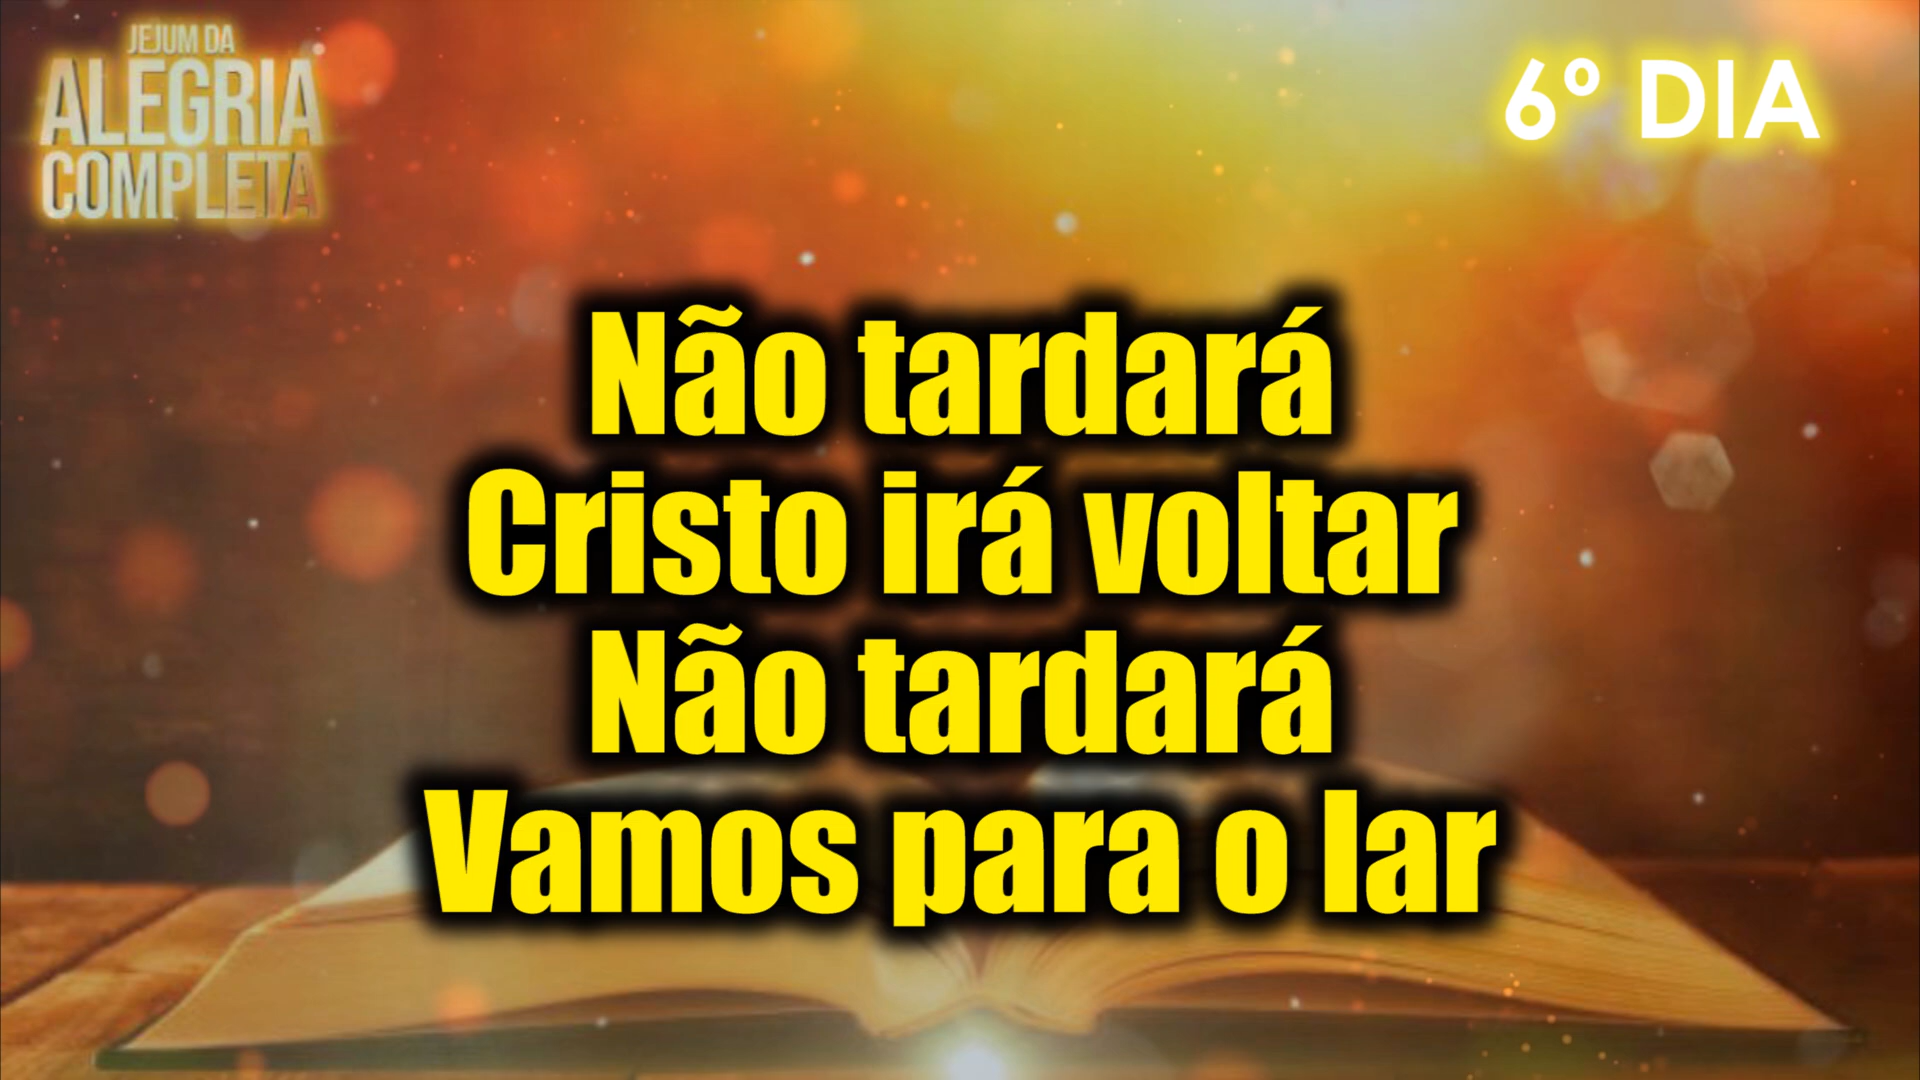 JEJUM DA
ALEGRIA
COMPLETA
6º DIA
Não tardará
Cristo irá voltar
Não tardará
Vamos para o lar